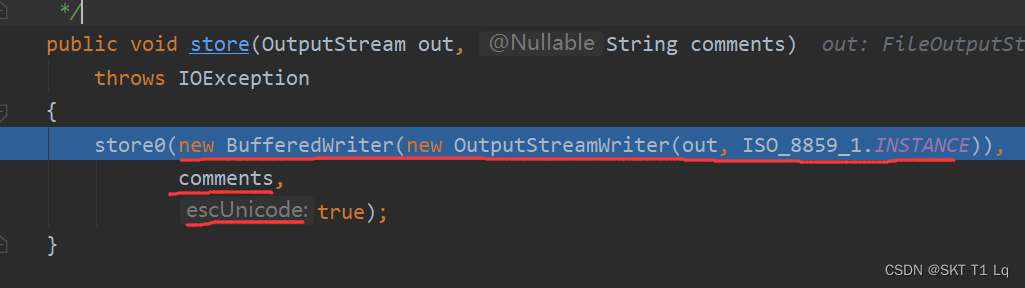 */
public void store(OutputStream out, @Nullable String comments) out: FileOutputSt
throws IOException
{
store0(new BufferedWriter(new OutputStreamWriter(out, ISO_8859_1.INSTANCE)),
comments,
escUnicode: true);
}
CSDN @SKT T1 Lq